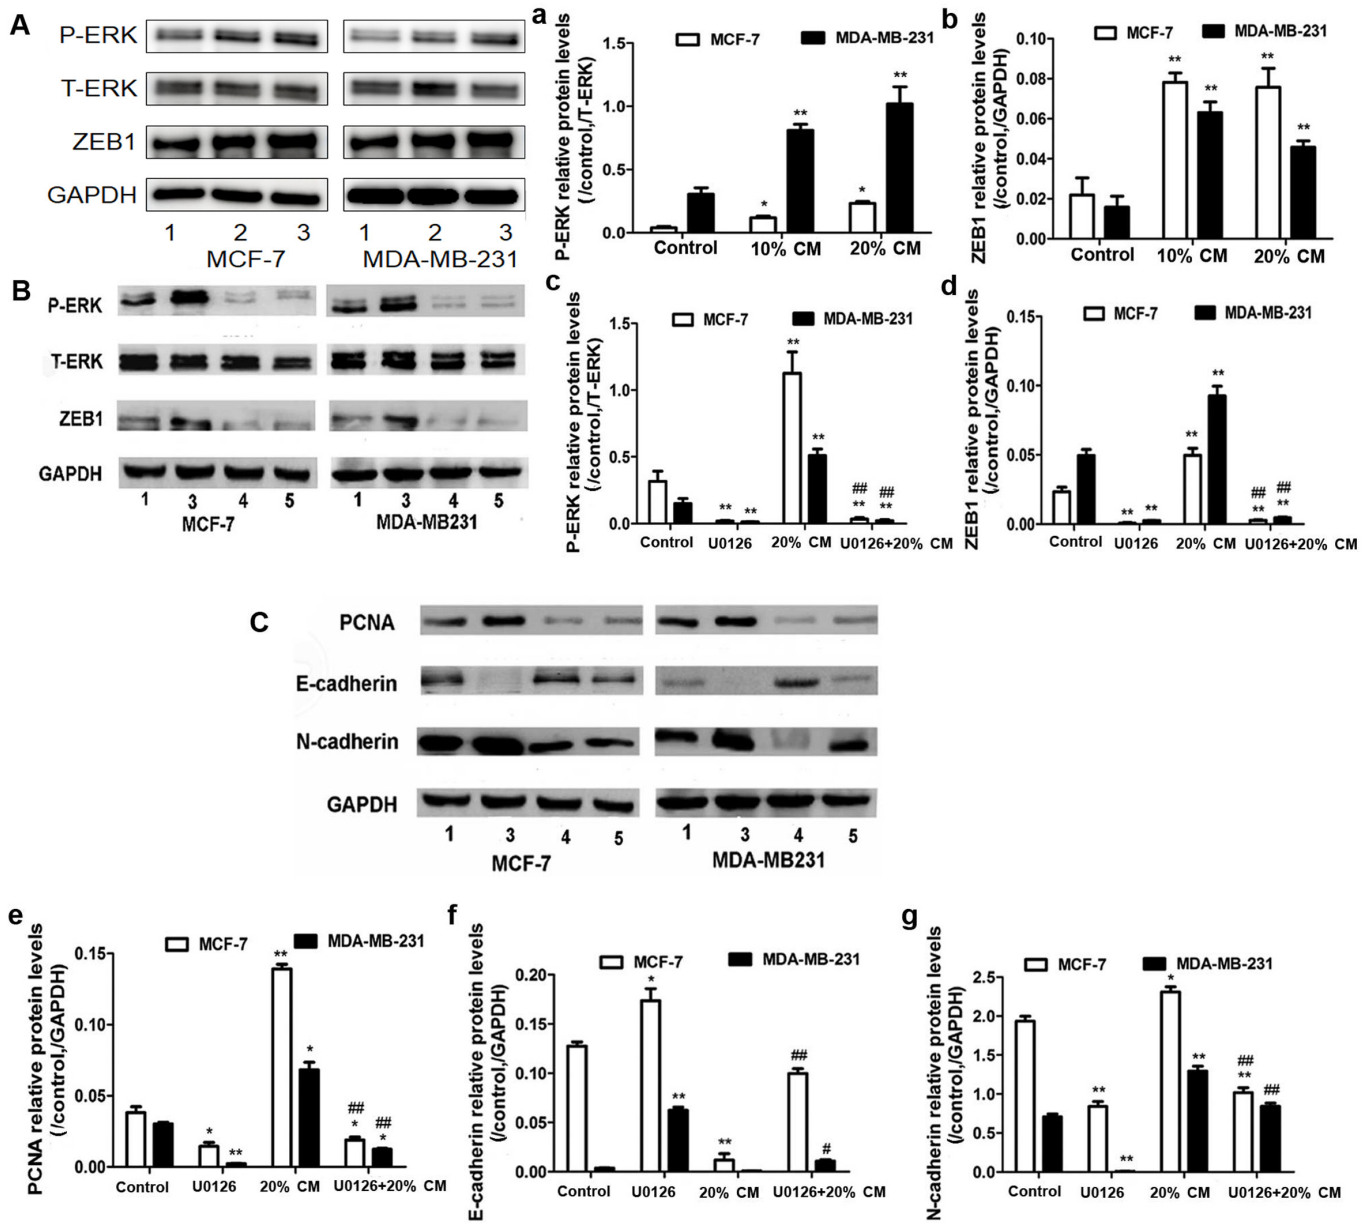 A
P-ERK
T-ERK
ZEB1
GAPDH
1 2 3 1 2 3
MCF-7 MDA-MB-231
a
MCF-7 MDA-MB-231
P-ERK relative protein levels
(/control,/T-ERK)
1.5
1.0
0.5
0.0
* ** * **
Control 10% CM 20% CM
b
MCF-7 MDA-MB-231
ZEB1 relative protein levels
(/control,/GAPDH)
0.10
0.08
0.06
0.04
0.02
0.00
** ** ** **
Control 10% CM 20% CM
B
P-ERK
T-ERK
ZEB1
GAPDH
1 3 4 5 1 3 4 5
MCF-7 MDA-MB231
c
MCF-7 MDA-MB-231
P-ERK relative protein levels
(/control,/T-ERK)
1.5
1.0
0.5
0.0
** ** ** **
## ##
** **
Control U0126 20% CM U0126+20% CM
d
MCF-7 MDA-MB-231
ZEB1 relative protein levels
(/control,/GAPDH)
0.15
0.10
0.05
0.00
** ** ** **
## ##
** **
Control U0126 20% CM U0126+20% CM
C
PCNA
E-cadherin
N-cadherin
GAPDH
1 3 4 5 1 3 4 5
MCF-7 MDA-MB231
e
MCF-7 MDA-MB-231
PCNA relative protein levels
(/control,/GAPDH)
0.15
0.10
0.05
0.00
* ** ** *
## ##
* *
Control U0126 20% CM U0126+20% CM
f
MCF-7 MDA-MB-231
E-cadherin relative protein levels
(/control,/GAPDH)
0.20
0.15
0.10
0.05
0.00
* ** ** ## #
Control U0126 20% CM U0126+20% CM
g
MCF-7 MDA-MB-231
N-cadherin relative protein levels
(/control,/GAPDH)
2.5
2.0
1.5
1.0
0.5
0.0
** ** * **
## ##
**
Control U0126 20% CM U0126+20% CM